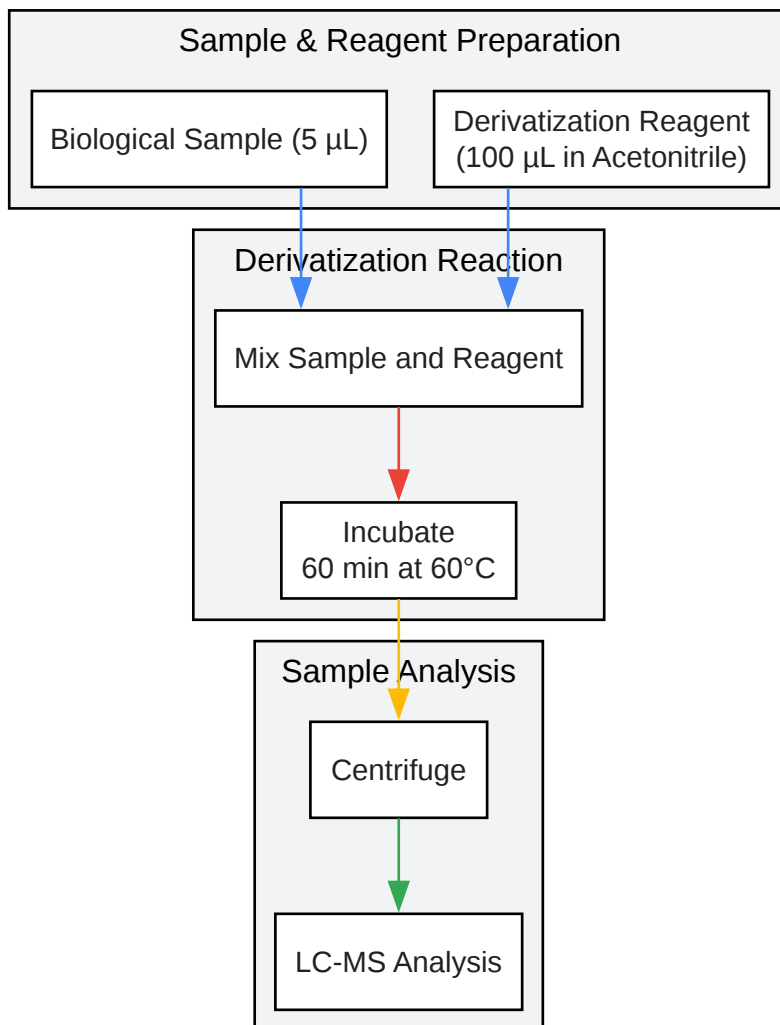 Sample & Reagent Preparation
Biological Sample (5 µL)
Derivatization Reagent
(100 µL in Acetonitrile)
Derivatization Reaction
Mix Sample and Reagent
Incubate
60 min at 60°C
Sample Analysis
Centrifuge
LC-MS Analysis